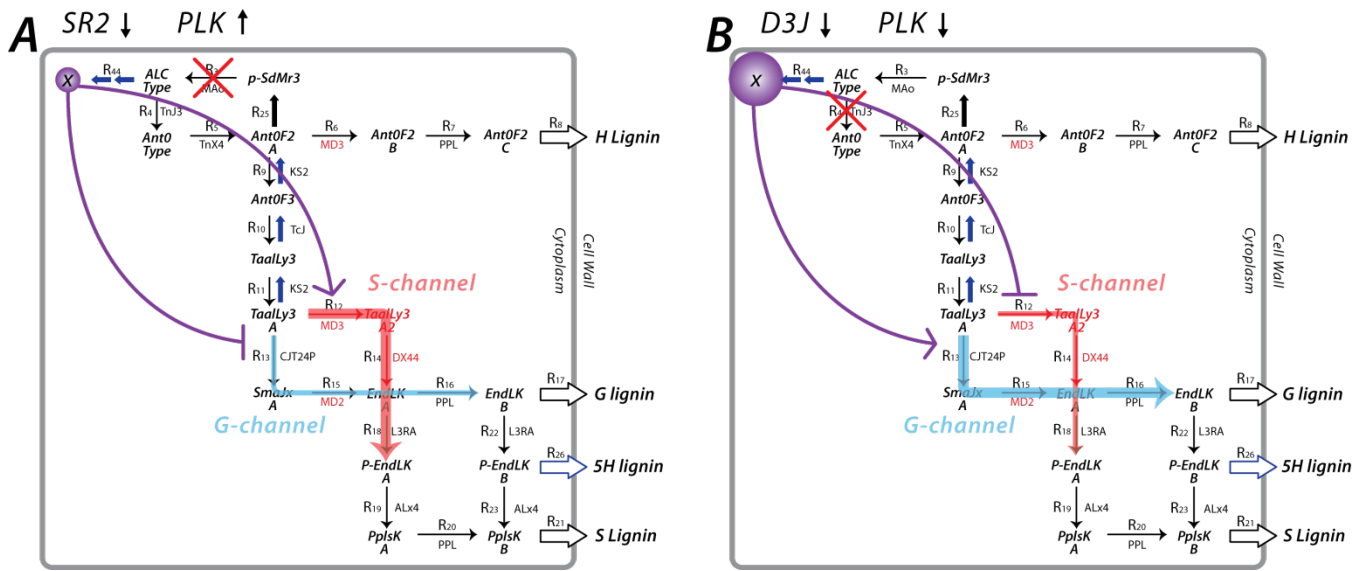 A
SR2 ↓ PLK ↑
X
R44
ALC
Type
R3
MAo
p-SdMr3
R4
TnJ3
R25
Ant0
Type
R5
TnX4
Ant0F2
A
R6
MD3
Ant0F2
B
R7
PPL
Ant0F2
C
R8
H Lignin
R9
KS2
Ant0F3
R10
TcJ
Cytoplasm
Cell Wall
TaalLy3
R11
KS2
S-channel
TaalLy3
A
R12
MD3
TaalLy3
A2
R13
CJT24P
R14
DX44
SmaJx
A
R15
MD2
EndLK
A
R16
PPL
EndLK
B
R17
G lignin
G-channel
R18
L3RA
R22
L3RA
P-EndLK
A
P-EndLK
B
R26
5H lignin
R19
ALx4
R23
ALx4
PplsK
A
R20
PPL
PplsK
B
R21
S Lignin
B
D3J ↓ PLK ↓
X
R44
ALC
Type
R3
MAo
p-SdMr3
R4
TnJ3
R25
Ant0
Type
R5
TnX4
Ant0F2
A
R6
MD3
Ant0F2
B
R7
PPL
Ant0F2
C
R8
H Lignin
R9
KS2
Ant0F3
R10
TcJ
Cytoplasm
Cell Wall
TaalLy3
R11
KS2
S-channel
TaalLy3
A
R12
MD3
TaalLy3
A2
R13
CJT24P
R14
DX44
SmaJx
A
R15
MD2
EndLK
A
R16
PPL
EndLK
B
R17
G lignin
G-channel
R18
L3RA
R22
L3RA
P-EndLK
A
P-EndLK
B
R26
5H lignin
R19
ALx4
R23
ALx4
PplsK
A
R20
PPL
PplsK
B
R21
S Lignin